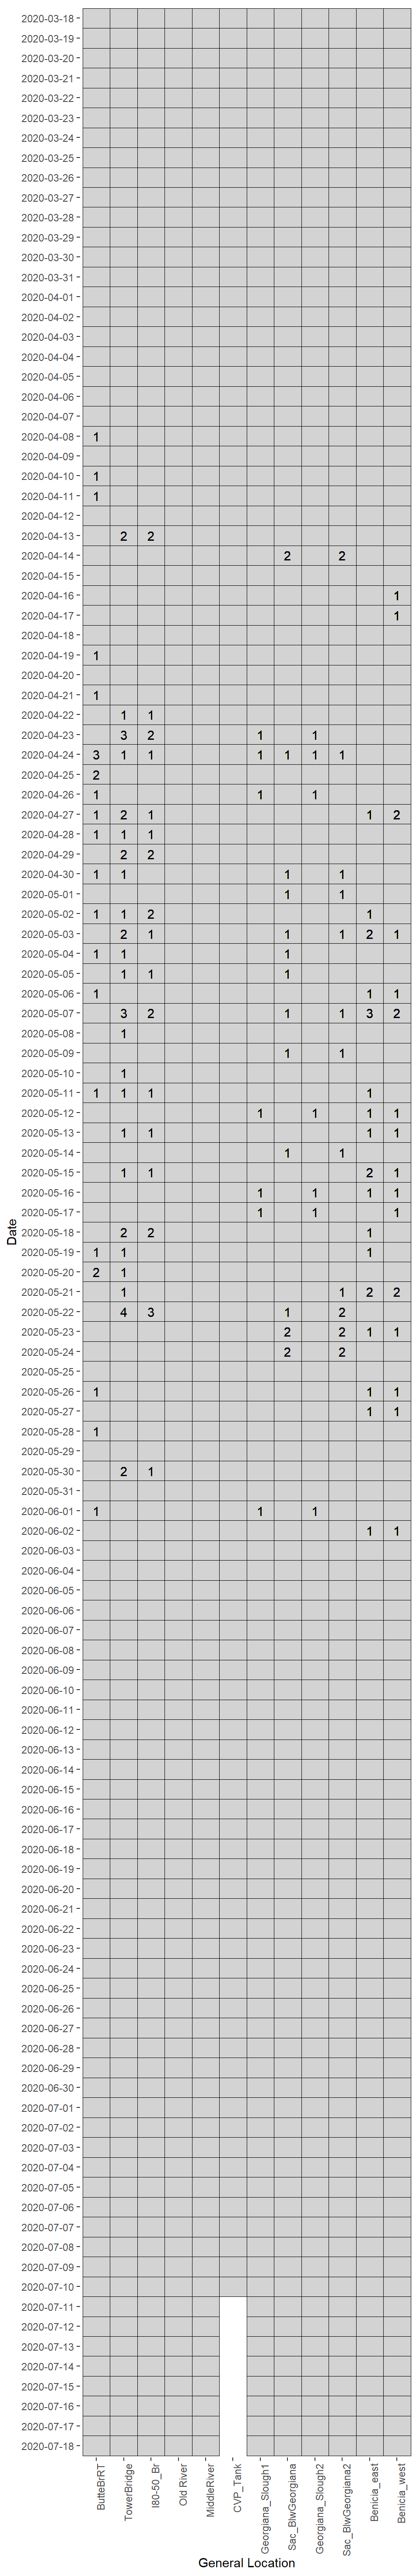 2020-03-18
2020-03-19
2020-03-20
2020-03-21
2020-03-22
2020-03-23
2020-03-24
2020-03-25
2020-03-26
2020-03-27
2020-03-28
2020-03-29
2020-03-30
2020-03-31
2020-04-01
2020-04-02
2020-04-03
2020-04-04
2020-04-05
2020-04-06
2020-04-07
2020-04-08 1
2020-04-09
2020-04-10 1
2020-04-11 1
2020-04-12
2020-04-13 2 2
2020-04-14 2 2
2020-04-15
2020-04-16 1
2020-04-17 1
2020-04-18
2020-04-19 1
2020-04-20
2020-04-21 1
2020-04-22 1 1
2020-04-23 3 2 1 1
2020-04-24 3 1 1 1 1 1 1
2020-04-25 2
2020-04-26 1 1 1
2020-04-27 1 2 1 1 2
2020-04-28 1 1 1
2020-04-29 2 2
2020-04-30 1 1 1 1
2020-05-01 1 1
2020-05-02 1 1 2 1
2020-05-03 2 1 1 1 2 1
2020-05-04 1 1 1
2020-05-05 1 1 1
2020-05-06 1 1 1
2020-05-07 3 2 1 1 3 2
2020-05-08 1
2020-05-09 1 1
2020-05-10 1
2020-05-11 1 1 1 1
2020-05-12 1 1 1 1
2020-05-13 1 1 1 1
2020-05-14 1 1
2020-05-15 1 1 2 1
2020-05-16 1 1 1 1
2020-05-17 1 1 1
2020-05-18 2 2 1
Date
2020-05-19 1 1 1
2020-05-20 2 1
2020-05-21 1 1 2 2
2020-05-22 4 3 1 2
2020-05-23 2 2 1 1
2020-05-24 2 2
2020-05-25
2020-05-26 1 1 1
2020-05-27 1 1
2020-05-28 1
2020-05-29
2020-05-30 2 1
2020-05-31
2020-06-01 1 1 1
2020-06-02 1 1
2020-06-03
2020-06-04
2020-06-05
2020-06-06
2020-06-07
2020-06-08
2020-06-09
2020-06-10
2020-06-11
2020-06-12
2020-06-13
2020-06-14
2020-06-15
2020-06-16
2020-06-17
2020-06-18
2020-06-19
2020-06-20
2020-06-21
2020-06-22
2020-06-23
2020-06-24
2020-06-25
2020-06-26
2020-06-27
2020-06-28
2020-06-29
2020-06-30
2020-07-01
2020-07-02
2020-07-03
2020-07-04
2020-07-05
2020-07-06
2020-07-07
2020-07-08
2020-07-09
2020-07-10
2020-07-11
2020-07-12
2020-07-13
2020-07-14
2020-07-15
2020-07-16
2020-07-17
2020-07-18
ButteBrRT
TowerBridge
I80-50_Br
Old River
MiddleRiver
CVP_Tank
Georgiana_Slough1
Sac_BlwGeorgiana
Georgiana_Slough2
Sac_BlwGeorgiana2
Benicia_east
Benicia_west
General Location